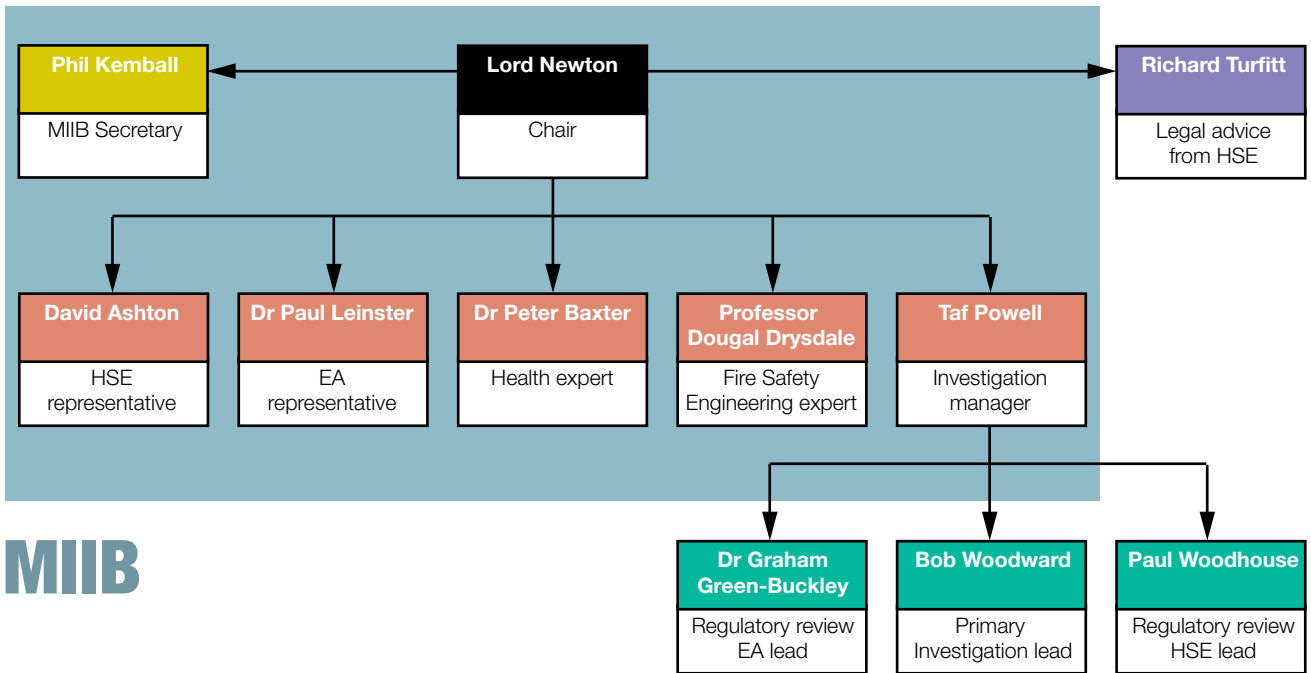 Phil Kemball
MIIB Secretary
Lord Newton
Chair
Richard Turfitt
Legal advice
from HSE
David Ashton
HSE
representative
Dr Paul Leinster
EA
representative
Dr Peter Baxter
Health expert
Professor
Dougal Drysdale
Fire Safety
Engineering expert
Taf Powell
Investigation
manager
MIIB
Dr Graham
Green-Buckley
Regulatory review
EA lead
Bob Woodward
Primary
Investigation lead
Paul Woodhouse
Regulatory review
HSE lead